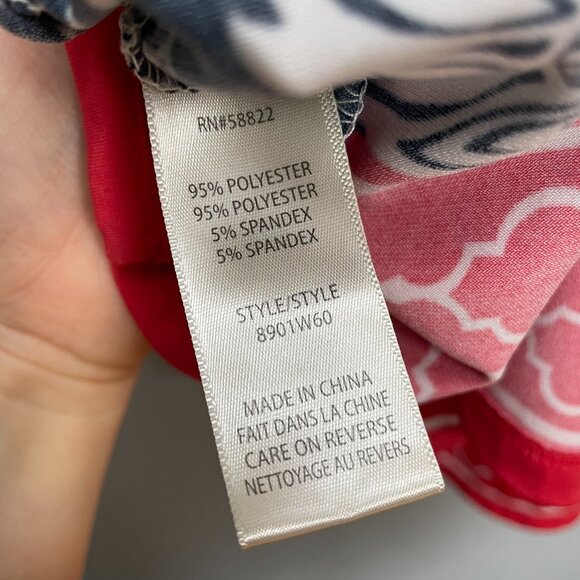 RN#58822
95% POLYESTER
95% POLYESTER
5% SPANDEX
5% SPANDEX
STYLE/STYLE
8901W60
MADE IN CHINA
FAIT DANS LA CHINE
CARE ON REVERSE
NETTOYAGE AU REVERS